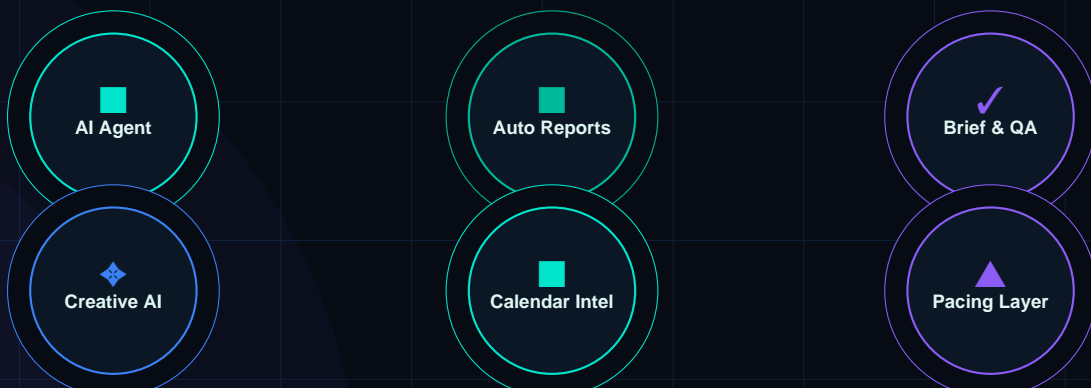 AI Agent
Auto Reports
Brief & QA
Creative AI
Calendar Intel
Pacing Layer